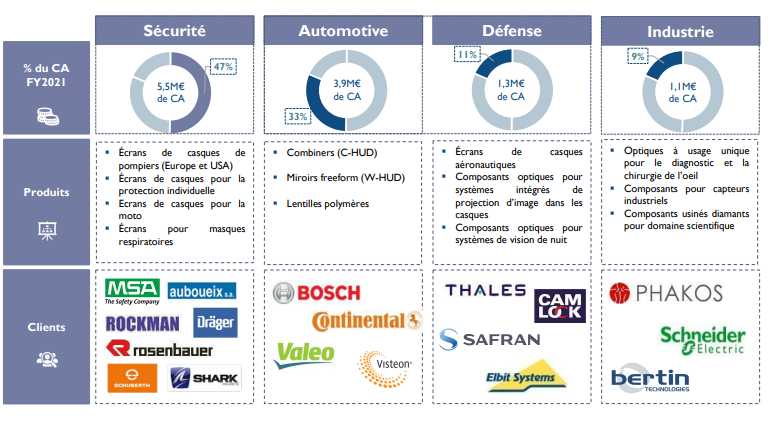 Sécurité
Automotive
Défense
Industrie
% du CA
FY2021
5,5M€
de CA
47%
3,9M€
de CA
33%
1,3M€
de CA
11%
1,1M€
de CA
9%
Produits
Écrans de casques de
pompiers (Europe et USA)
Écrans de casques pour la
protection individuelle
Ecrans de casques pour la
moto
Écrans pour masques
respiratoires
Combiners (C-HUD)
Miroirs freeform (W-HUD)
Lentilles polymères
Écrans de casques
aéronautiques
Composants optiques pour
systèmes intégrés de
projection d'image dans les
casques
Composants optiques pour
systèmes de vision de nuit
Optiques à usage unique
pour le diagnostic et la
chirurgie de l'oeil
Composants pour capteurs
industriels
Composants usinés diamants
pour domaine scientifique
Clients
MSA
The Safety Company
auboueix s.a.
ROCKMAN
Dräger
rosenbauer
SCHUBERTH
SHARK
HELMETS
BOSCH
Continental
Valeo
Visteon
THALES
CAM
LOCK
SAFRAN
Elbit Systems
PHAKOS
Schneider
Electric
bertin
TECHNOLOGIES